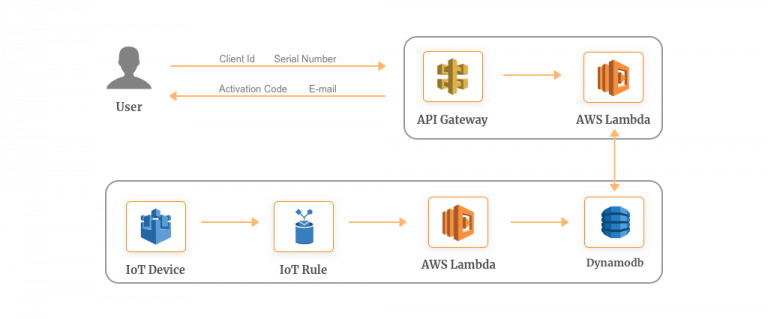 Client Id Serial Number
Activation Code E-mail
User
API Gateway
AWS Lambda
IoT Device
IoT Rule
AWS Lambda
Dynamodb